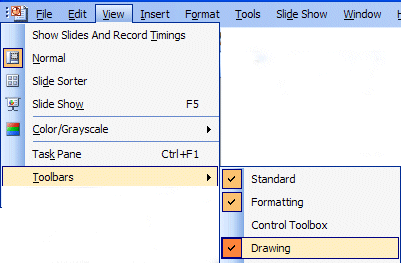 File Edit View Insert Format Tools Slide Show Window H
Show Slides And Record Timings
Normal
Slide Sorter
Slide Show F5
Color/Grayscale
Task Pane Ctrl+F1
Toolbars
Standard
Formatting
Control Toolbox
Drawing